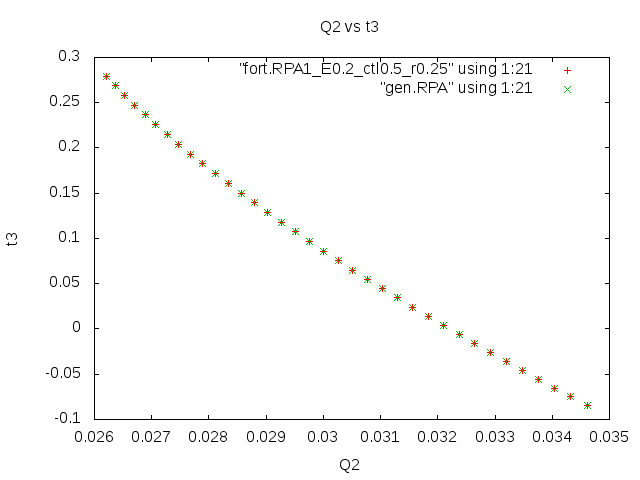 Q2 vs t3
"fort.RPA1_E0.2_ctl0.5_r0.25" using 1:21
"gen.RPA" using 1:21
0.3
0.25
0.2
0.15
0.1
0.05
0
-0.05
-0.1
t3
0.026 0.027 0.028 0.029 0.03 0.031 0.032 0.033 0.034 0.035
Q2